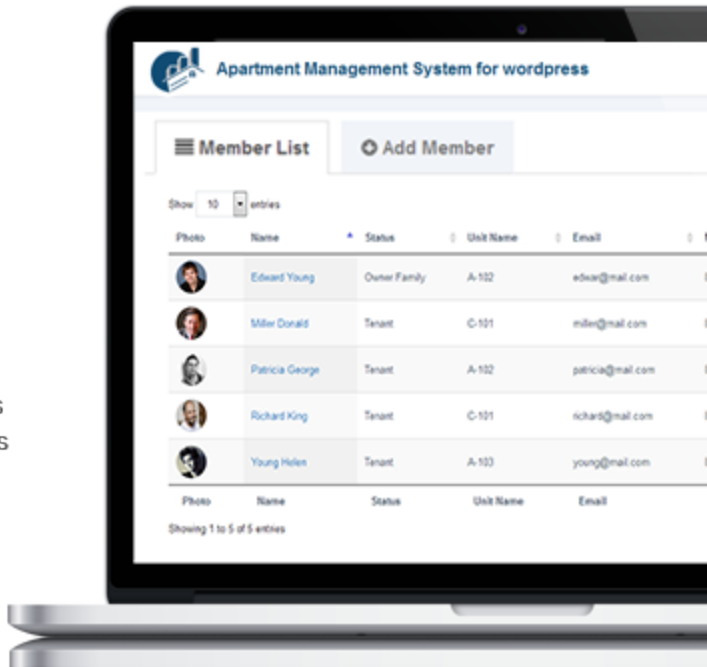 Apartment Management System for wordpress
Member List
Add Member
Show 10 entries
Photo Name Status Unit Name Email
Edward Young Owner Family A-102 edwar@mail.com
Miller Donald Tenant C-101 miller@mail.com
Patricia George Tenant A-102 patricia@mail.com
s
Richard King Tenant C-101 richard@mail.com
s
Young Helen Tenant A-103 young@mail.com
Photo Name Status Unit Name Email
Showing 1 to 5 of 5 entries